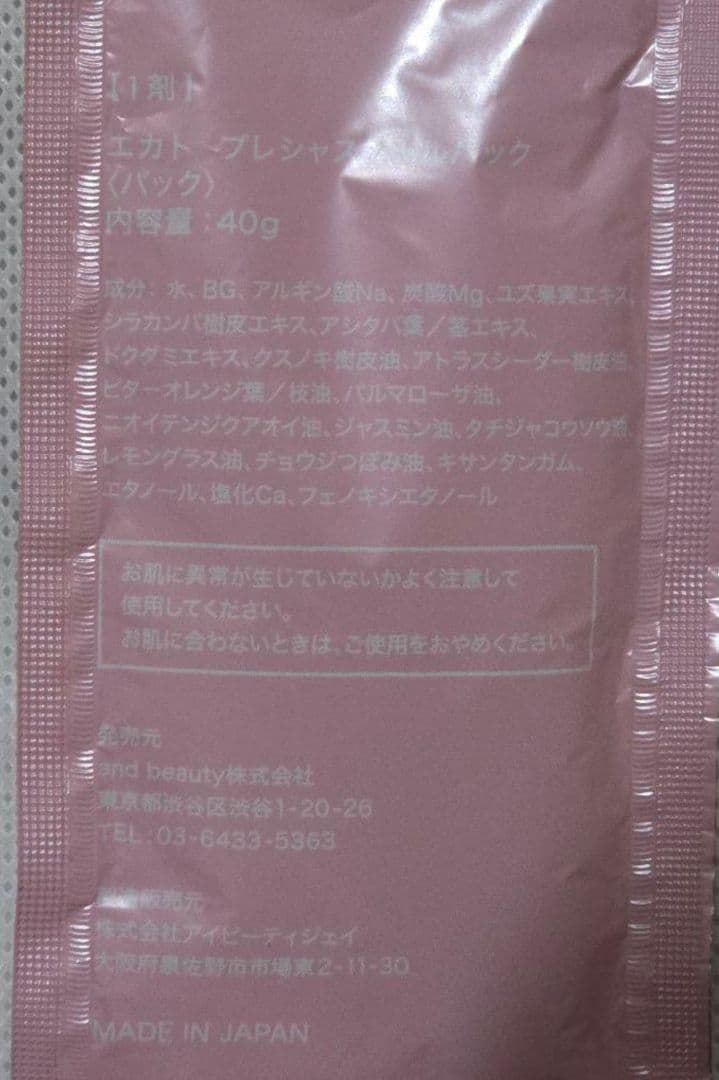 【1剤】
エカト プレシャス パック
〈パック〉
内容量：40g
成分：水、BG、アルギン酸Na、炭酸Mg、ユズ果実エキス、
シラカンバ樹皮エキス、アシタバ葉／茎エキス、
ドクダミエキス、クスノキ樹皮油、アトラスシーダー樹皮油、
ビターオレンジ葉／枝油、パルマローザ油、
ニオイテンジクアオイ油、ジャスミン油、タチジャコウソウ油、
レモングラス油、チョウジつぼみ油、キサンタンガム、
エタノール、塩化Ca、フェノキシエタノール
お肌に異常が生じていないかよく注意して
使用してください。
お肌に合わないときは、ご使用をおやめください。
発売元
and beauty株式会社
東京都渋谷区渋谷1-20-26
TEL：03-6433-5363
販売元
株式会社アイビーティジェイ
大阪府泉佐野市市場東2-11-30
MADE IN JAPAN